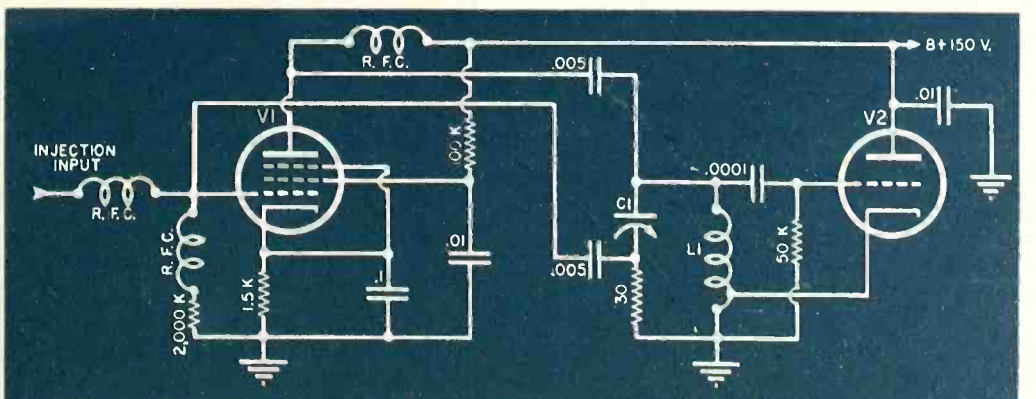 R. F. C.
B+150 V.
.005
.01
V1
V2
INJECTION
INPUT
100 K
.0001
R. F. C.
C1
R. F. C.
.01
L1
50 K
.005
.1
1.5 K
30
2,000 K